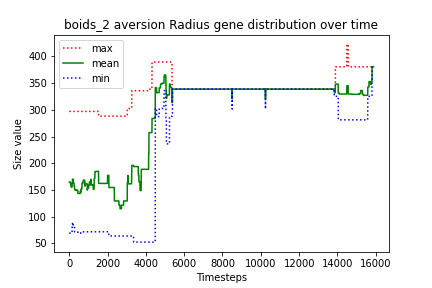 boids_2 aversion Radius gene distribution over time
max
mean
min
Size value
400
350
300
250
200
150
100
50
0
2000
4000
6000
8000
10000
12000
14000
16000
Timesteps